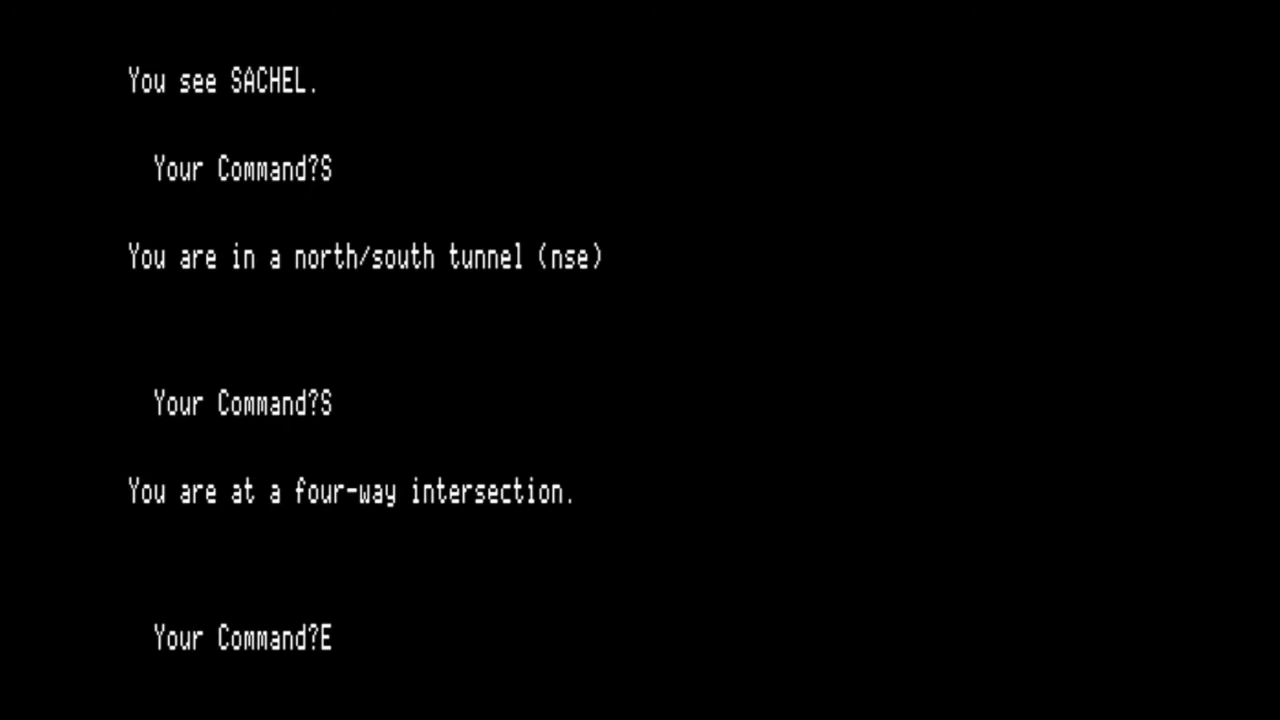 You see SACHEL.
Your Command?S
You are in a north/south tunnel (nse)
Your Command?S
You are at a four-way intersection.
Your Command?E